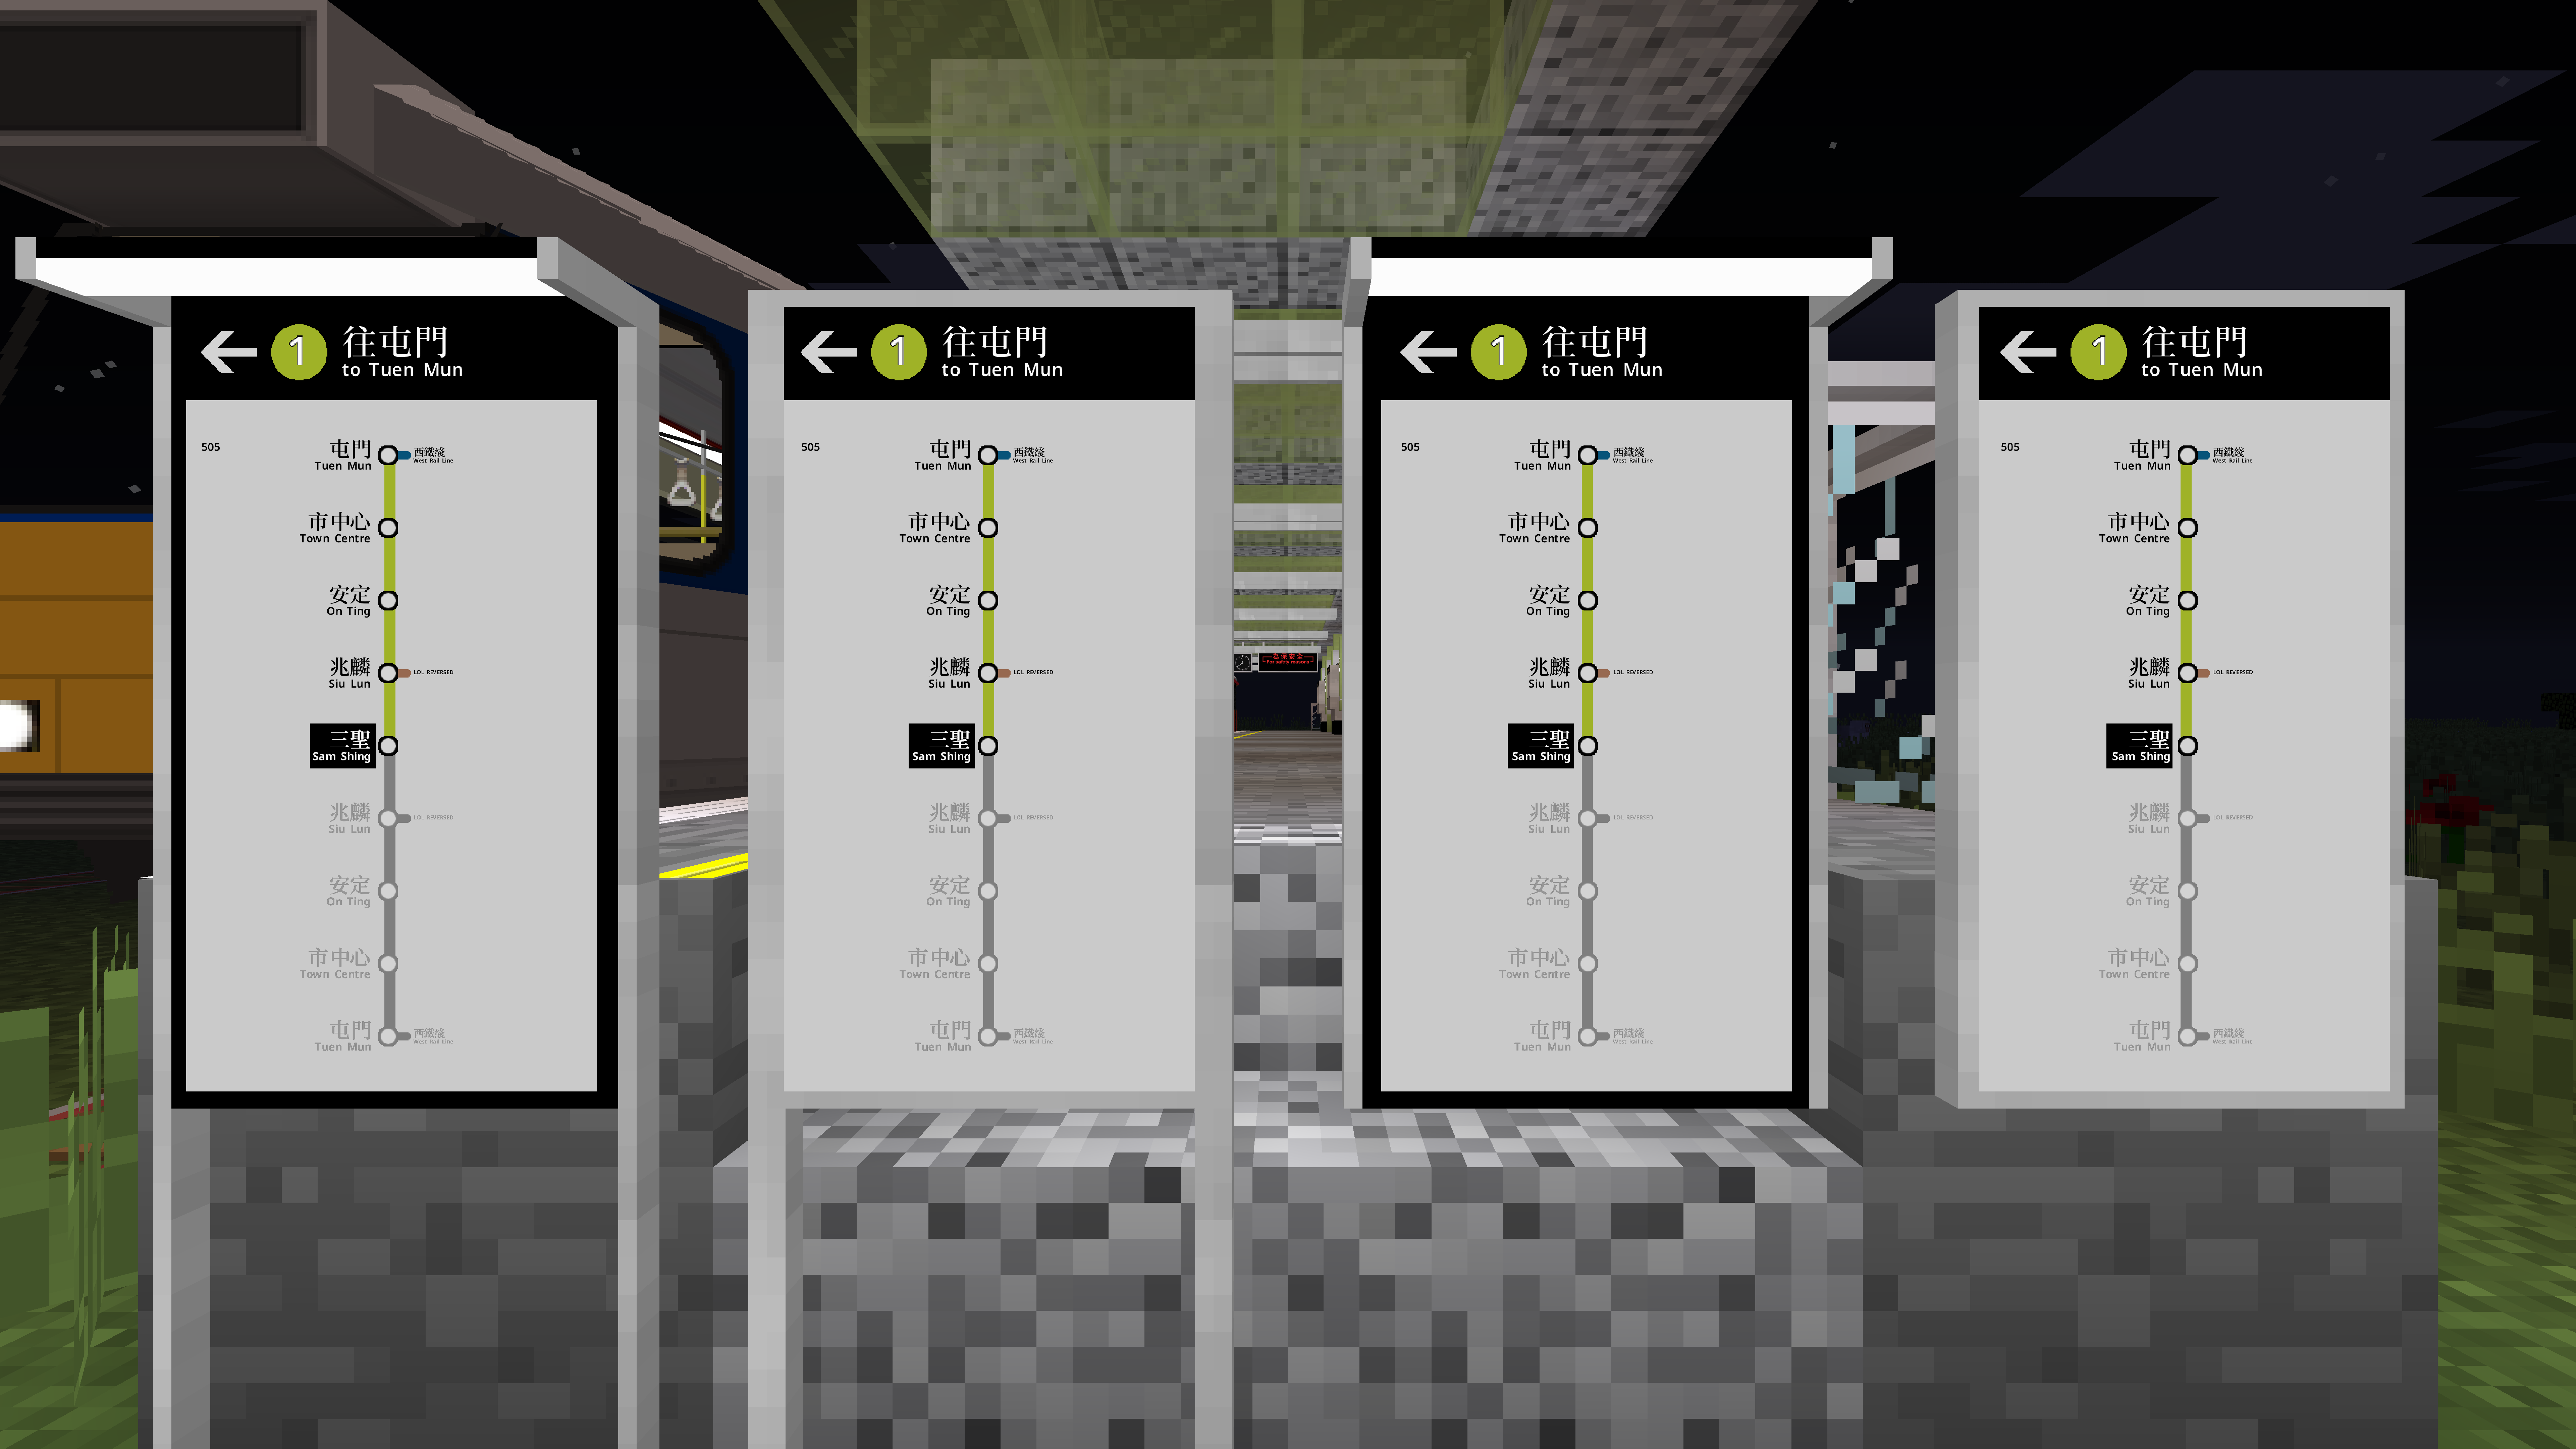 1
往屯門
to Tuen Mun
505
屯門
Tuen Mun
西鐵綫
West Rail Line
市中心
Town Centre
安定
On Ting
兆麟
Siu Lun
LOL REVERSED
三聖
Sam Shing
兆麟
Siu Lun
LOL REVERSED
安定
On Ting
市中心
Town Centre
屯門
Tuen Mun
西鐵綫
West Rail Line
1
往屯門
to Tuen Mun
505
屯門
Tuen Mun
西鐵綫
West Rail Line
市中心
Town Centre
安定
On Ting
兆麟
Siu Lun
LOL REVERSED
三聖
Sam Shing
兆麟
Siu Lun
LOL REVERSED
安定
On Ting
市中心
Town Centre
屯門
Tuen Mun
西鐵綫
West Rail Line
For safety reasons
1
往屯門
to Tuen Mun
505
屯門
Tuen Mun
西鐵綫
West Rail Line
市中心
Town Centre
安定
On Ting
兆麟
Siu Lun
LOL REVERSED
三聖
Sam Shing
兆麟
Siu Lun
LOL REVERSED
安定
On Ting
市中心
Town Centre
屯門
Tuen Mun
西鐵綫
West Rail Line
1
往屯門
to Tuen Mun
505
屯門
Tuen Mun
西鐵綫
West Rail Line
市中心
Town Centre
安定
On Ting
兆麟
Siu Lun
LOL REVERSED
三聖
Sam Shing
兆麟
Siu Lun
LOL REVERSED
安定
On Ting
市中心
Town Centre
屯門
Tuen Mun
西鐵綫
West Rail Line